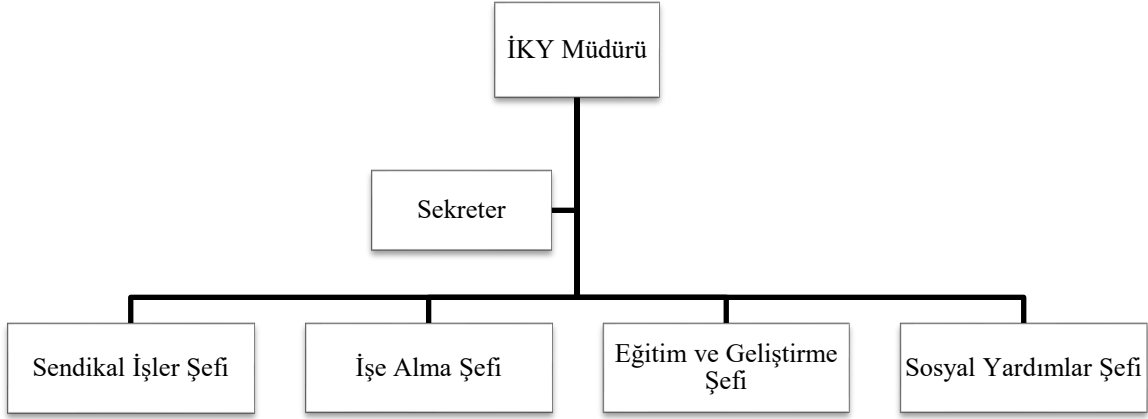 İKY Müdürü
Sekreter
Sendikal İşler Şefi
İşe Alma Şefi
Eğitim ve Geliştirme
Şefi
Sosyal Yardımlar Şefi